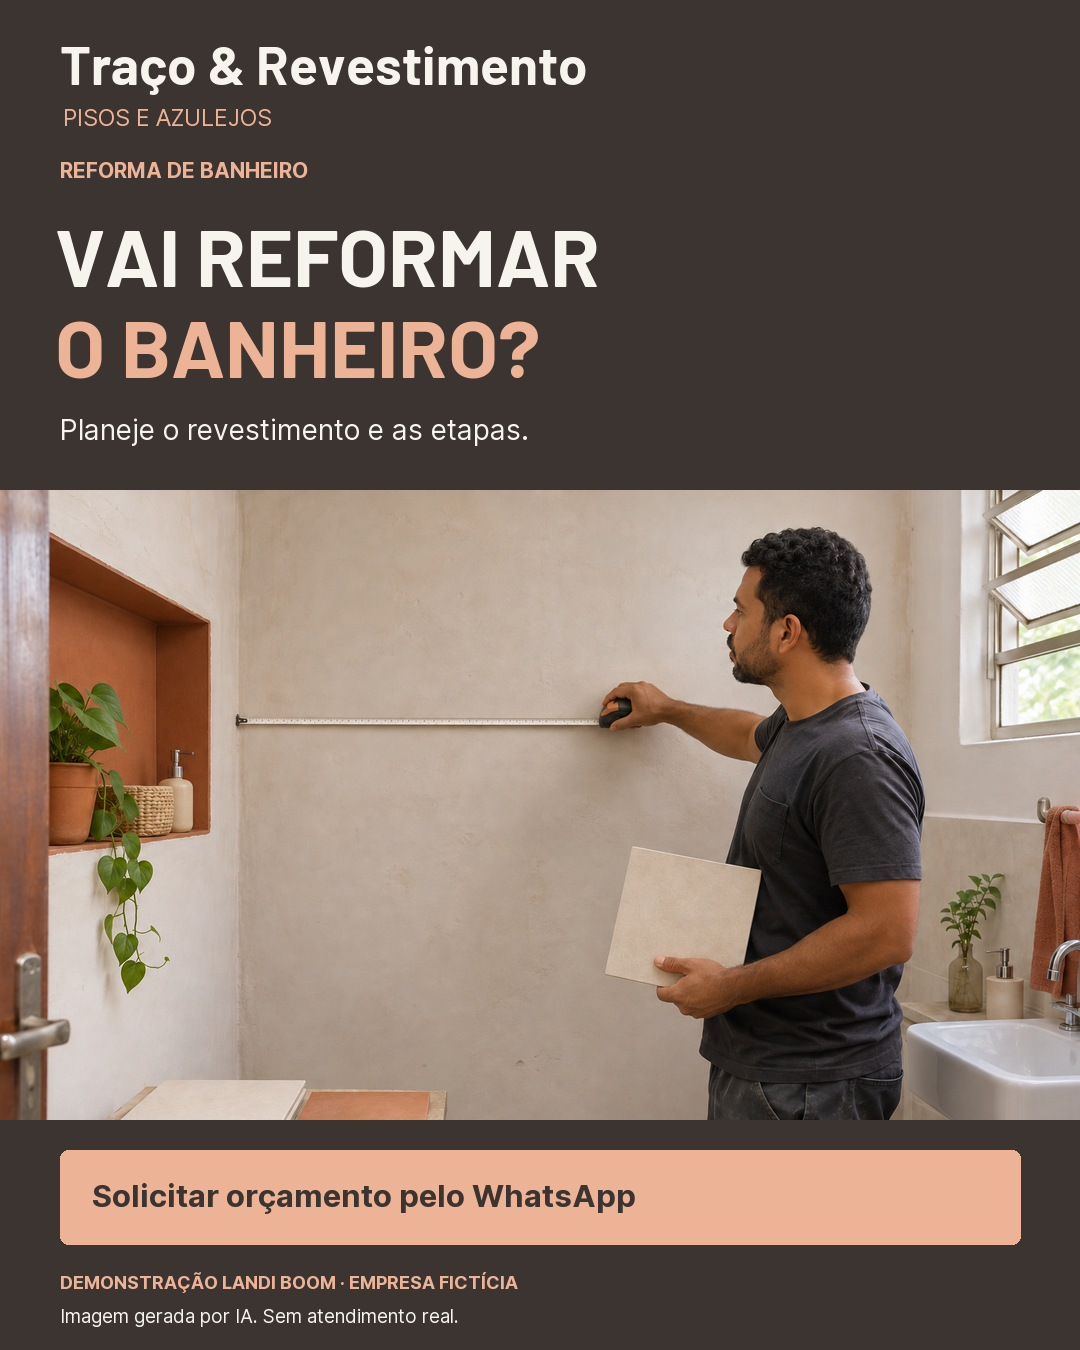 Traço & Revestimento
PISOS E AZULEJOS
REFORMA DE BANHEIRO
VAI REFORMAR
O BANHEIRO?
Planeje o revestimento e as etapas.
Solicitar orçamento pelo WhatsApp
DEMONSTRAÇÃO LANDI BOOM · EMPRESA FICTÍCIA
Imagem gerada por IA. Sem atendimento real.